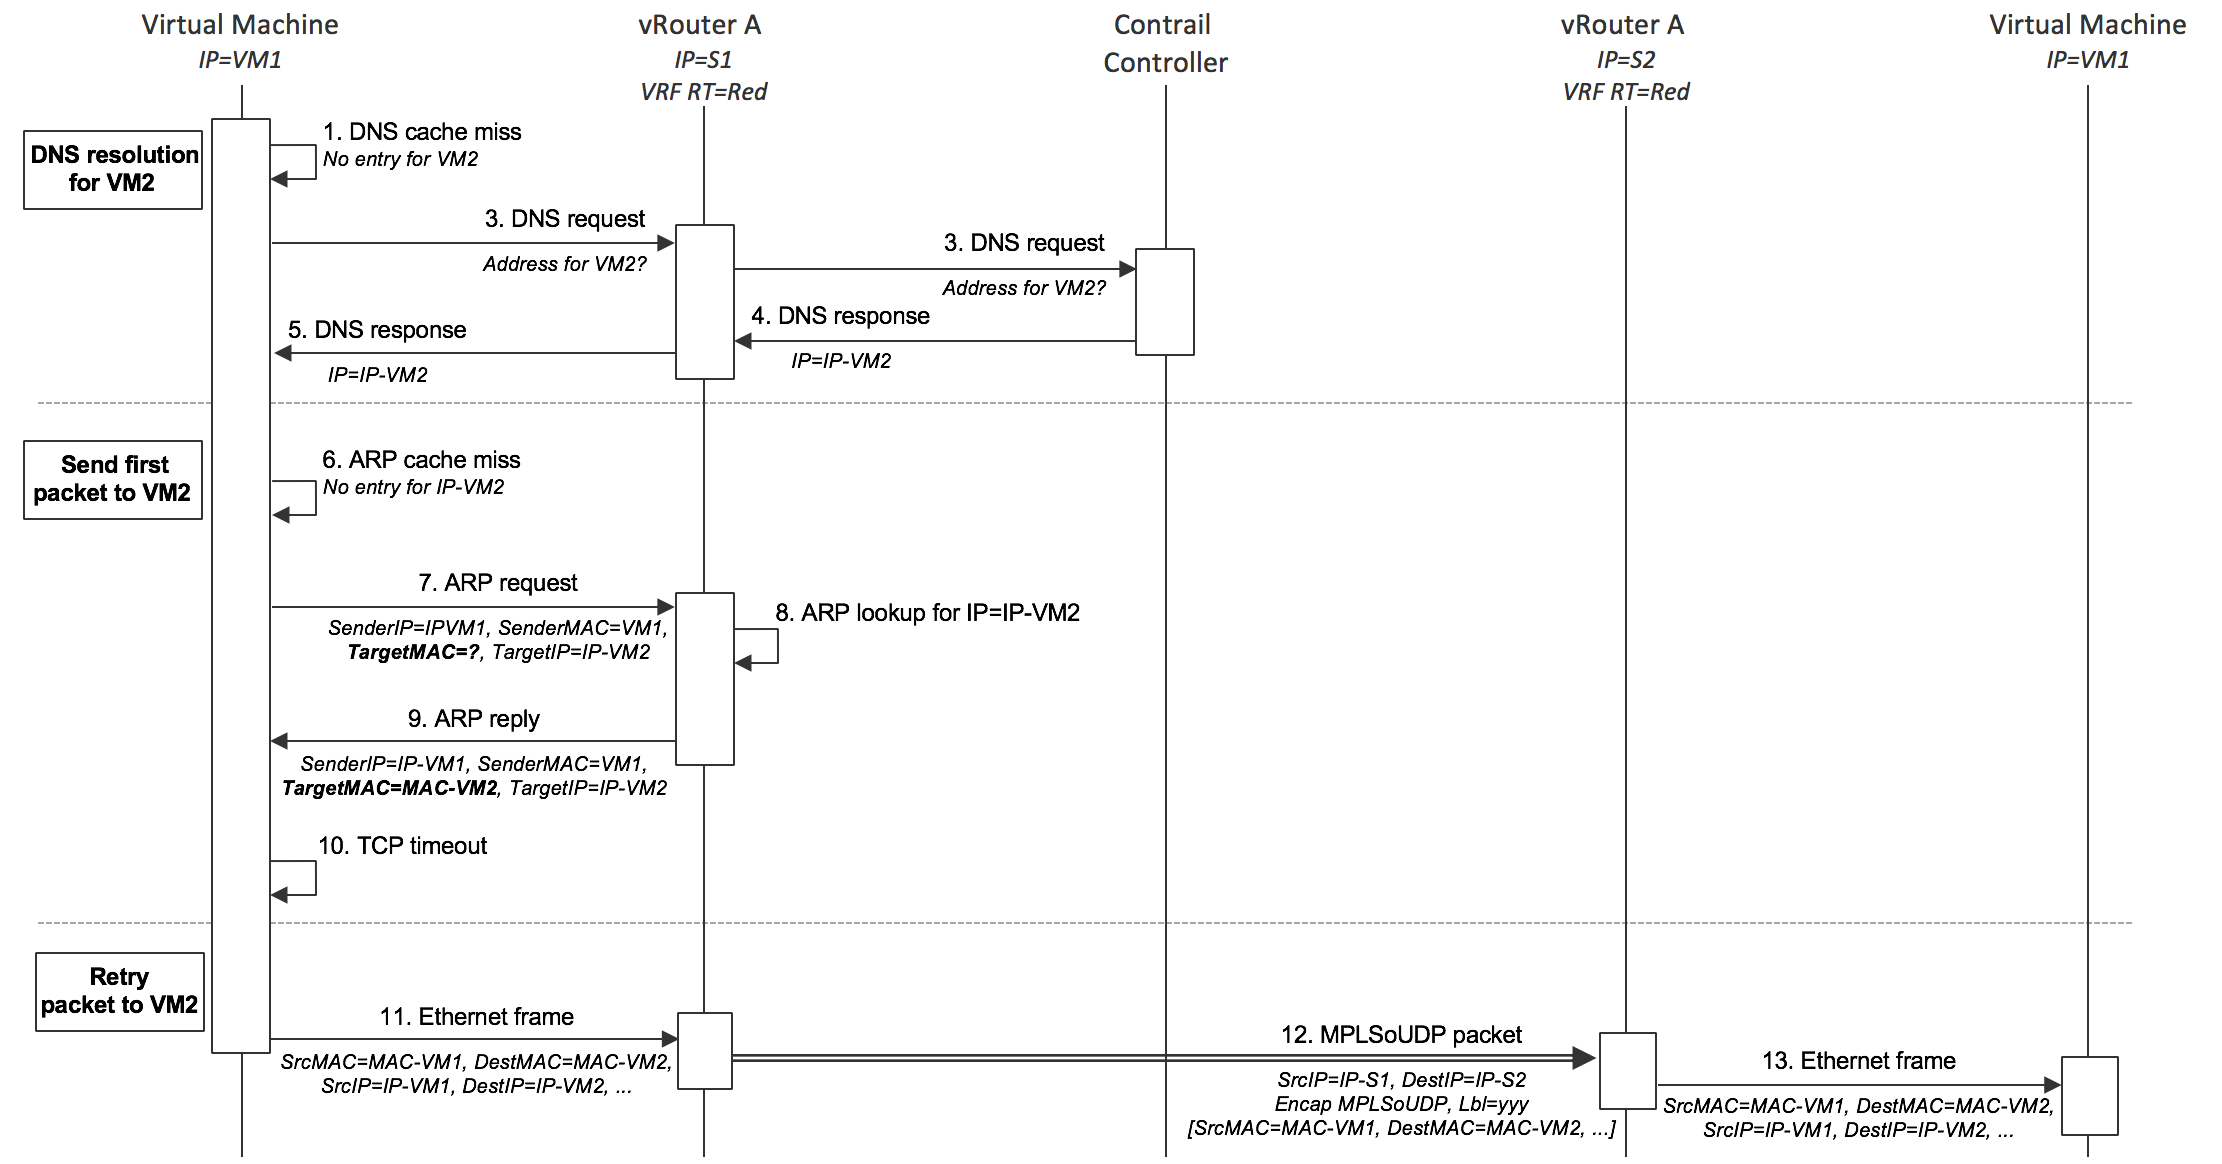 Virtual Machine
IP=VM1
vRouter A
IP=S1
VRF RT=Red
Contrail
Controller
vRouter A
IP=S2
VRF RT=Red
Virtual Machine
IP=VM1
DNS resolution
for VM2
1. DNS cache miss
No entry for VM2
3. DNS request
Address for VM2?
3. DNS request
Address for VM2?
4. DNS response
IP=IP-VM2
5. DNS response
IP=IP-VM2
Send first
packet to VM2
6. ARP cache miss
No entry for IP-VM2
7. ARP request
SenderIP=IPVM1, SenderMAC=VM1,
TargetMAC=?, TargetIP=IP-VM2
8. ARP lookup for IP=IP-VM2
9. ARP reply
SenderIP=IP-VM1, SenderMAC=VM1,
TargetMAC=MAC-VM2, TargetIP=IP-VM2
10. TCP timeout
Retry
packet to VM2
11. Ethernet frame
SrcMAC=MAC-VM1, DestMAC=MAC-VM2,
SrcIP=IP-VM1, DestIP=IP-VM2, ...
12. MPLSoUDP packet
SrcIP=IP-S1, DestIP=IP-S2
Encap MPLSoUDP, Lbl=yyy
[SrcMAC=MAC-VM1, DestMAC=MAC-VM2, ...]
13. Ethernet frame
SrcMAC=MAC-VM1, DestMAC=MAC-VM2,
SrcIP=IP-VM1, DestIP=IP-VM2, ...